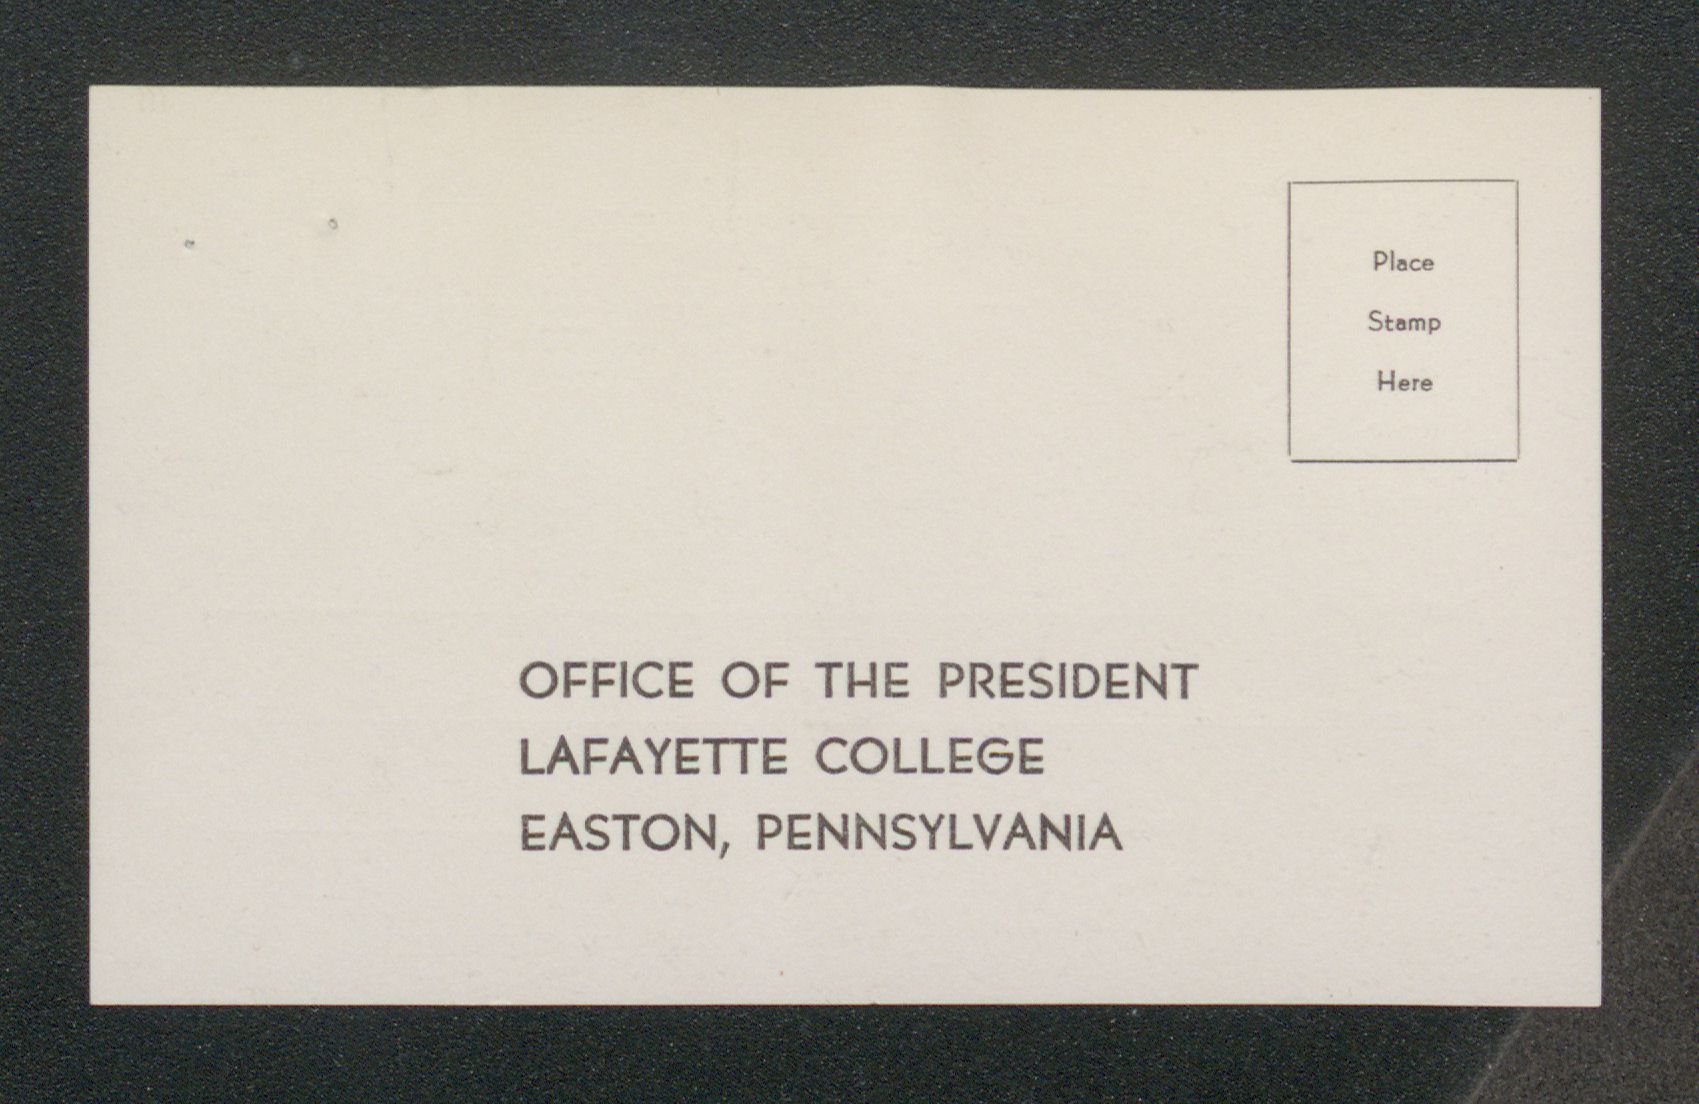 Place
Stamp
Here
OFFICE OF THE PRESIDENT
LAFAYETTE COLLEGE
EASTON, PENNSYLVANIA